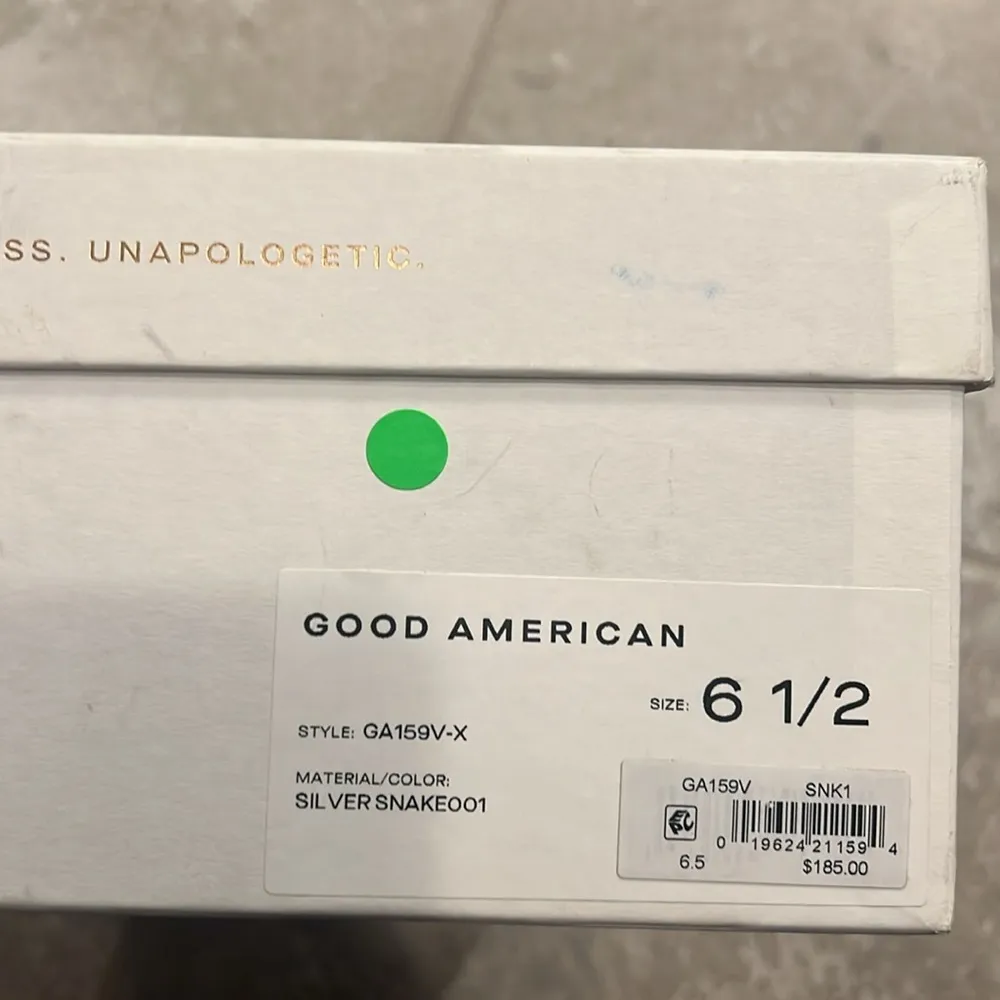 SS. UNAPOLOGETIC.
GOOD AMERICAN
SIZE: 6 1/2
STYLE: GA159V-X
MATERIAL/COLOR:
SILVER SNAKE001
GA159V SNK1
0 19624 21159 4
6.5 $185.00